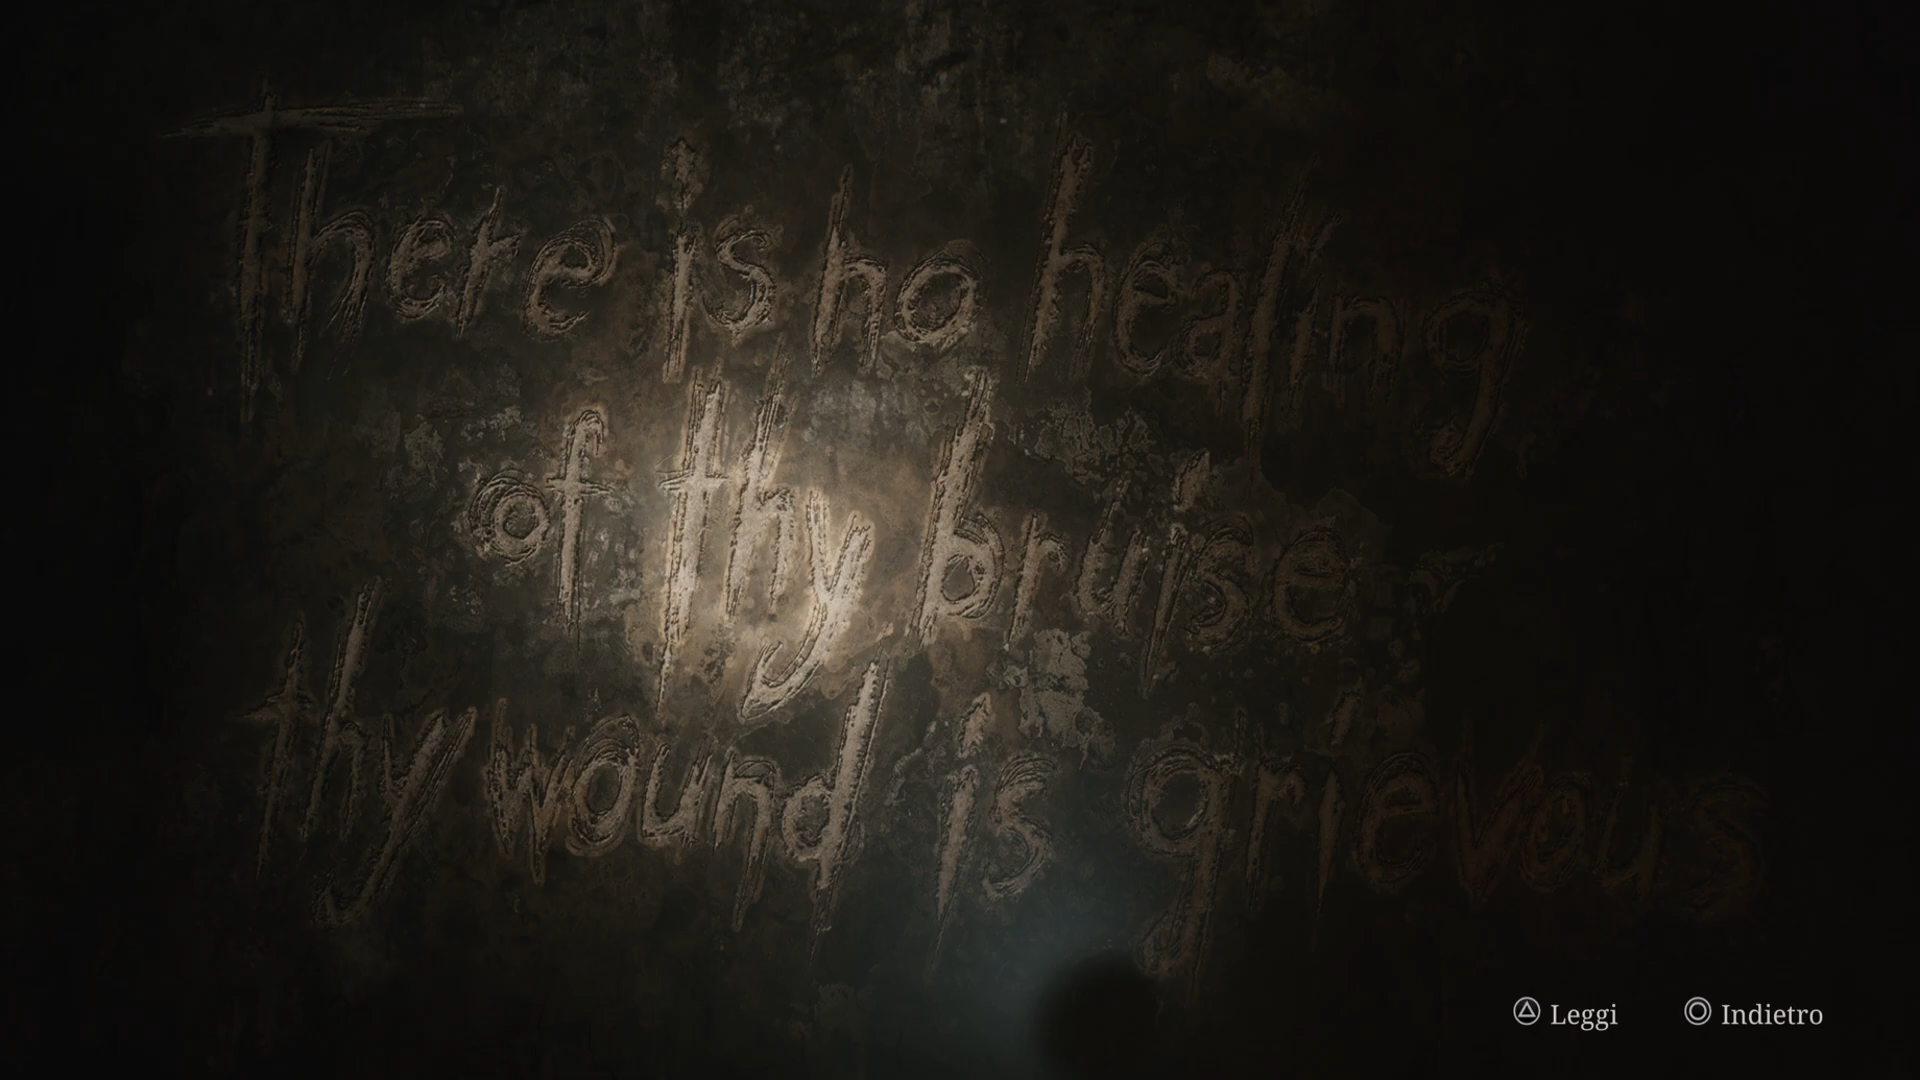 There is no healing
of thy bruise
thy wound is grievous
Leggi Indietro